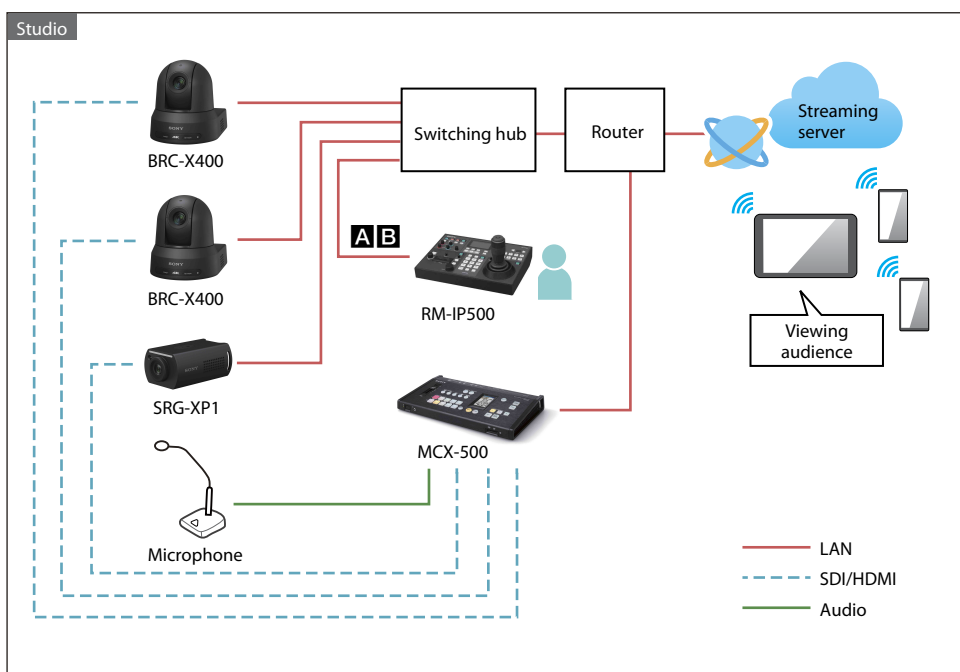 Studio
BRC-X400
Switching hub
Router
Streaming
server
A B
BRC-X400
RM-IP500
Viewing
audience
SONY
SRG-XP1
MCX-500
Microphone
LAN
SDI/HDMI
Audio